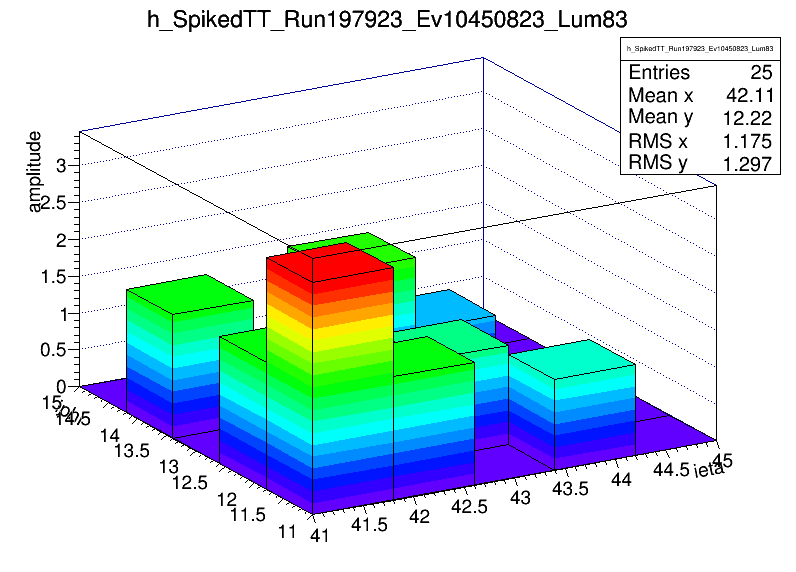 h_SpikedTT_Run197923_Ev10450823_Lum83
h_SpikedTT_Run197923_Ev10450823_Lum83
Entries 25
Mean x 42.11
Mean y 12.22
RMS x 1.175
RMS y 1.297
amplitude
3
2.5
2
1.5
1
0.5
0
15
14.5
14
13.5
13
12.5
12
11.5
11
41
41.5
42
42.5
43
43.5
44
44.5
45
ieta